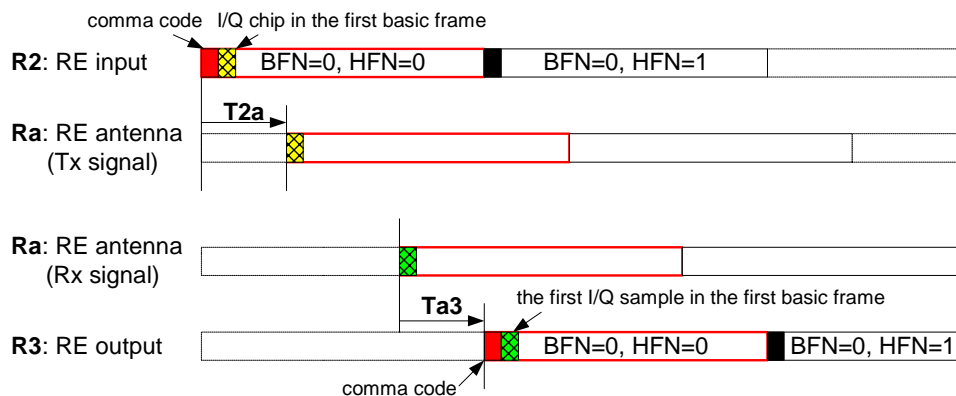 comma code I/Q chip in the first basic frame
R2: RE input
BFN=0, HFN=0
BFN=0, HFN=1
T2a
Ra: RE antenna
(Tx signal)
Ra: RE antenna
(Rx signal)
Ta3
the first I/Q sample in the first basic frame
R3: RE output
BFN=0, HFN=0
BFN=0, HFN=1
comma code